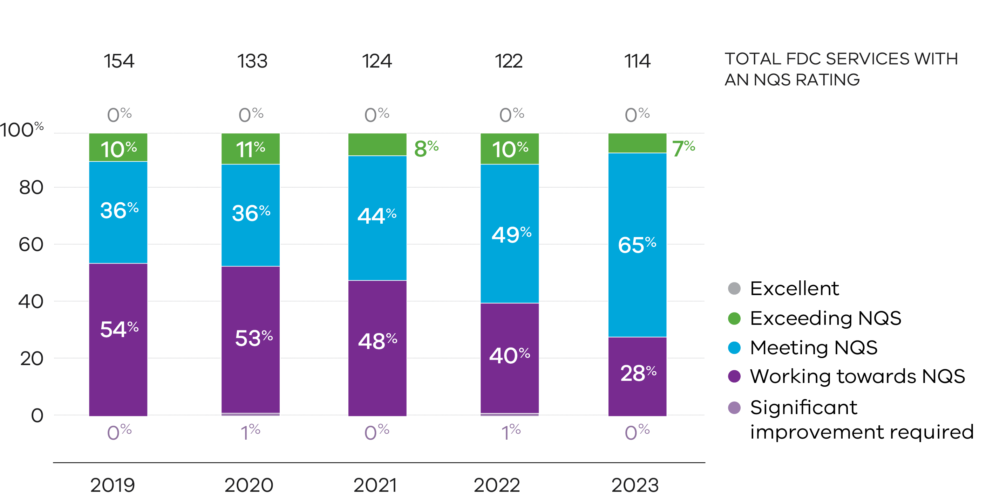 154 133 124 122 114 TOTAL FDC SERVICES WITH
AN NQS RATING
0% 0% 0% 0% 0%
100%
10% 11% 8% 10% 7%
80
36% 36% 44% 49% 65%
60
40
54% 53% 48% 40% 28%
20
0
0% 1% 0% 1% 0%
2019 2020 2021 2022 2023
Excellent
Exceeding NQS
Meeting NQS
Working towards NQS
Significant
improvement required